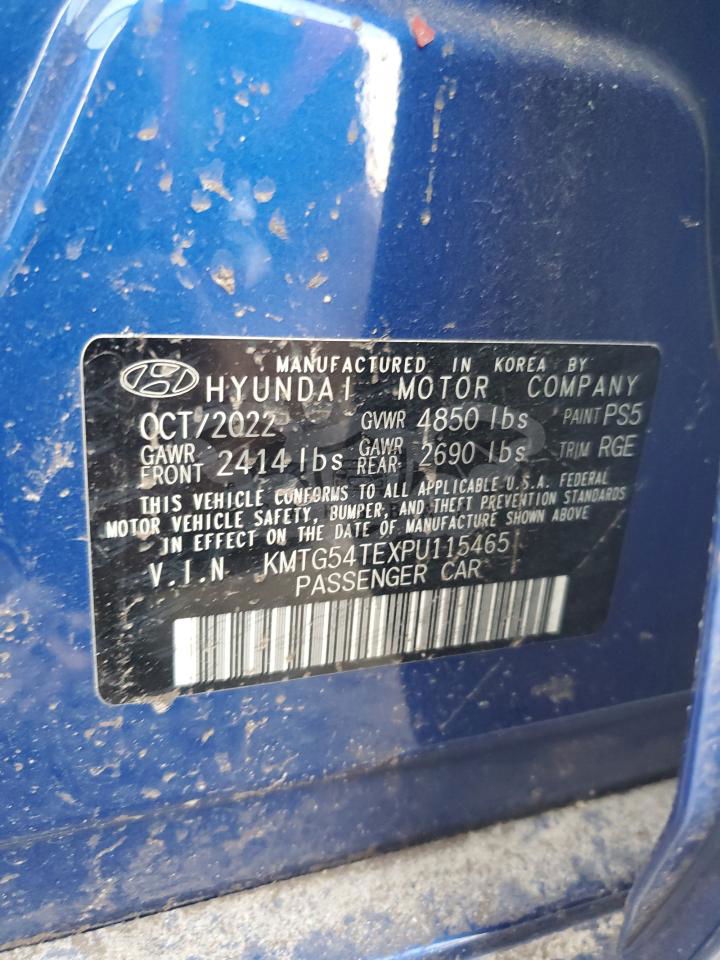 MANUFACTURED IN KOREA BY
HYUNDAI MOTOR COMPANY
OCT/2022 GVWR 4850 lbs PAINT PS5
GAWR FRONT 2414 lbs GAWR REAR 2690 lbs TRIM RGE
THIS VEHICLE CONFORMS TO ALL APPLICABLE U.S.A. FEDERAL
MOTOR VEHICLE SAFETY, BUMPER, AND THEFT PREVENTION STANDARDS
IN EFFECT ON THE DATE OF MANUFACTURE SHOWN ABOVE
V.I.N KMTG54TEXPU115465
PASSENGER CAR